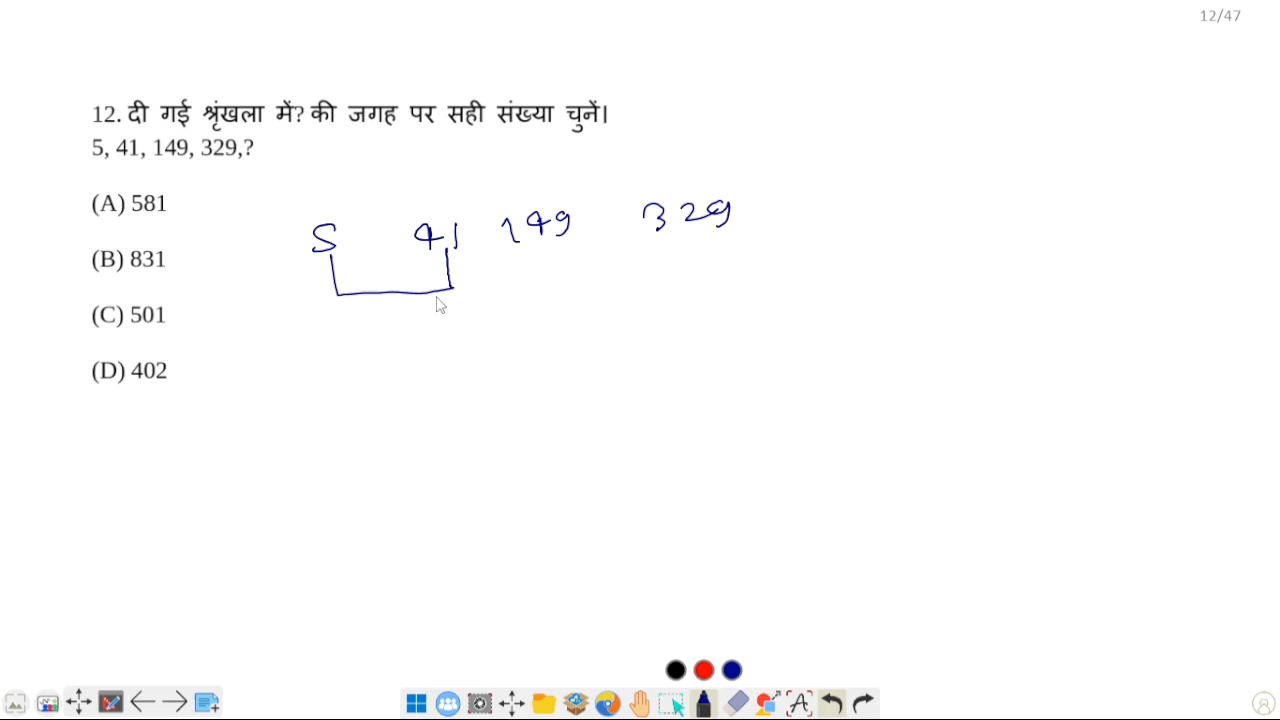 12/47
12. दी गई श्रृंखला में? की जगह पर सही संख्या चुनें।
5, 41, 149, 329,?
(A) 581
(B) 831
(C) 501
(D) 402
5 41 149 329